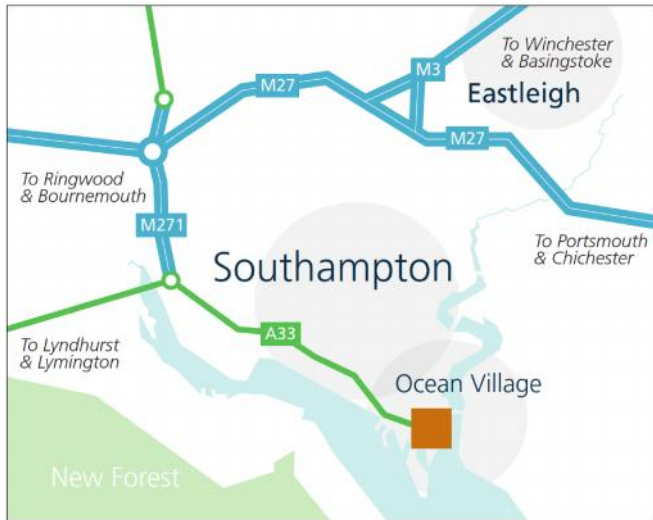 To Winchester
& Basingstoke
M3
M27
Eastleigh
M27
To Ringwood
& Bournemouth
M271
To Portsmouth
& Chichester
Southampton
A33
To Lyndhurst
& Lymington
Ocean Village
New Forest